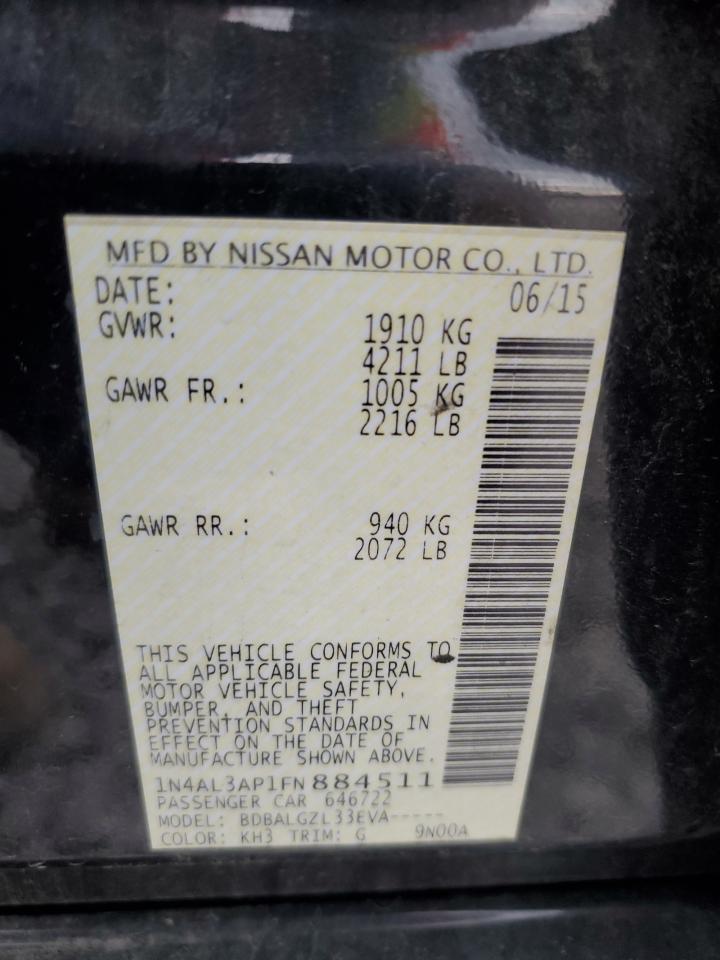 MFD BY NISSAN MOTOR CO., LTD.
DATE: 06/15
GVWR: 1910 KG
4211 LB
GAWR FR.: 1005 KG
2216 LB
GAWR RR.: 940 KG
2072 LB
THIS VEHICLE CONFORMS TO
ALL APPLICABLE FEDERAL
MOTOR VEHICLE SAFETY,
BUMPER, AND THEFT
PREVENTION STANDARDS IN
EFFECT ON THE DATE OF
MANUFACTURE SHOWN ABOVE.
1N4AL3AP1FN884511
PASSENGER CAR 646722
MODEL: BDBALGZL33EVA-----
COLOR: KH3 TRIM: G 9N00A